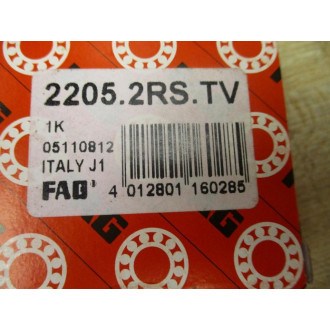 2205.2RS.TV
1K
05110812
ITALY J1
FAG
4 012801 160285